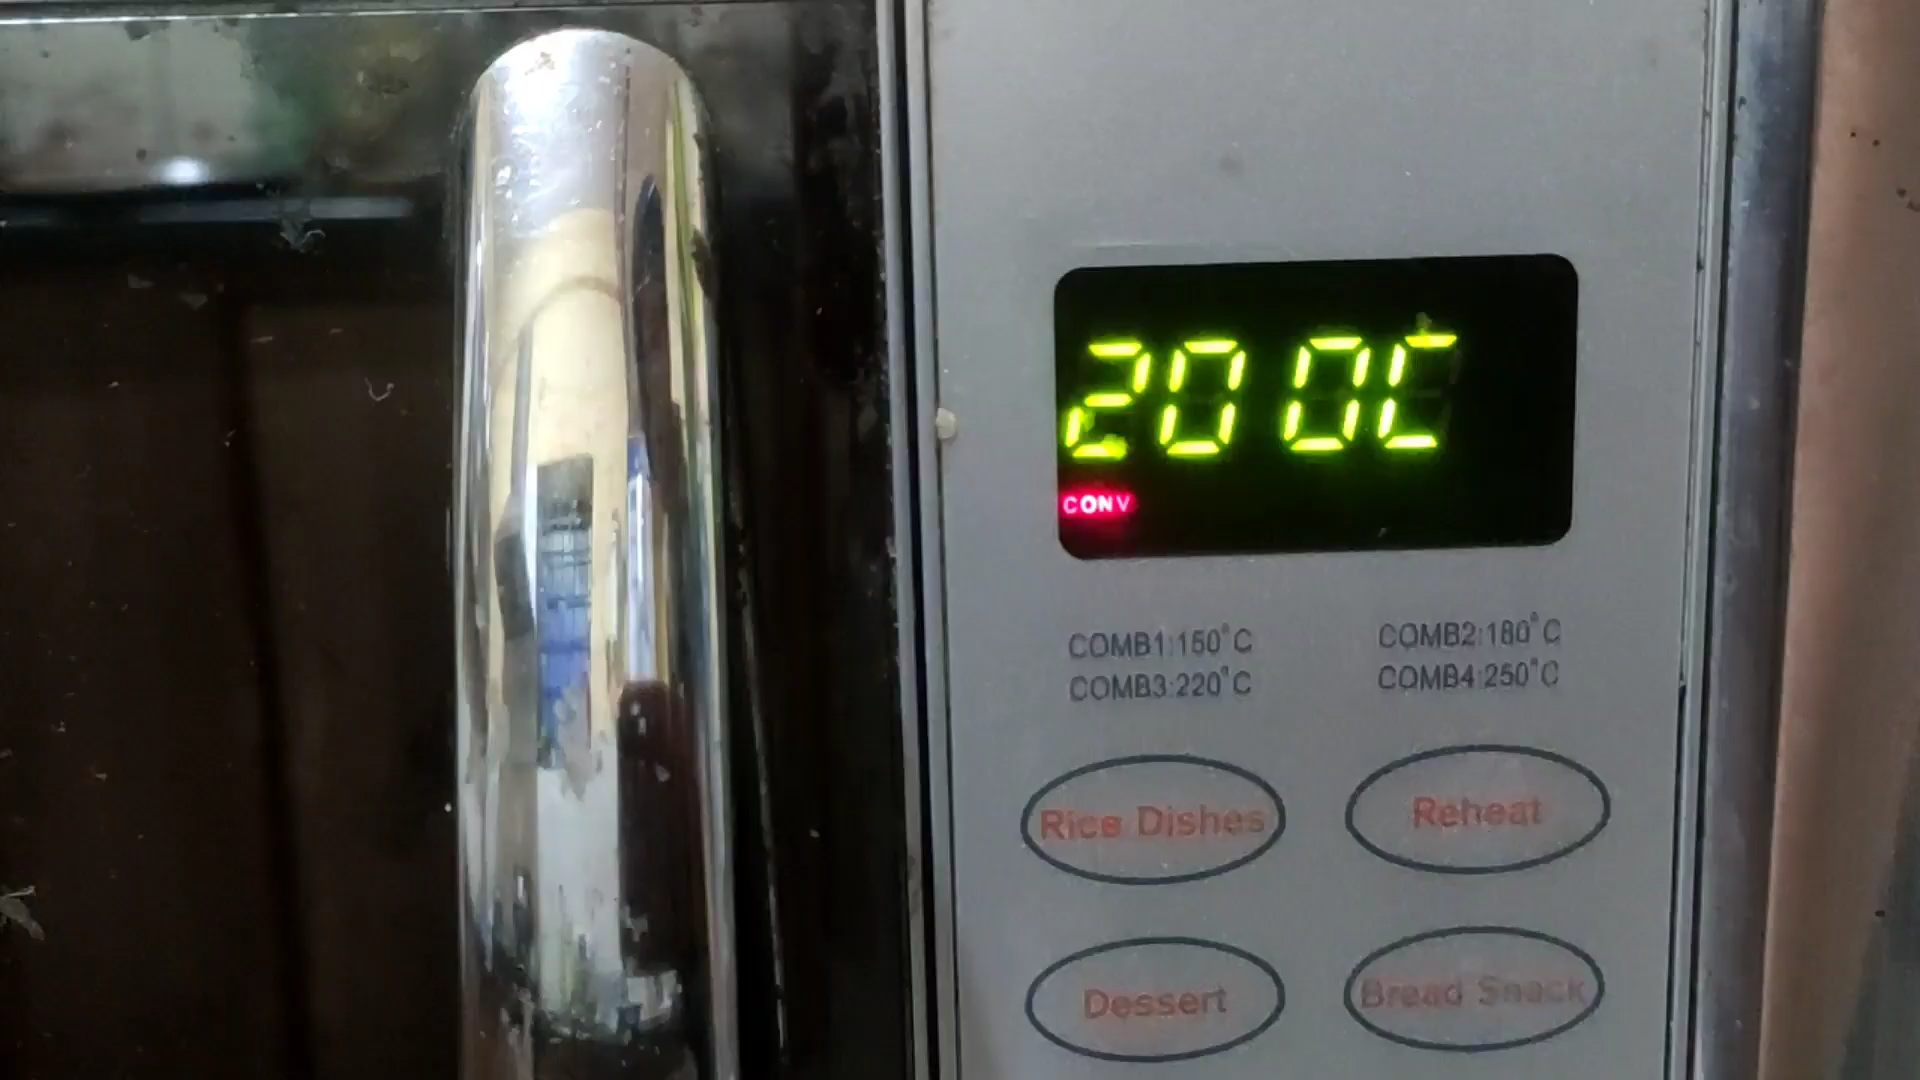 200C
CONV
COMB1:150°C COMB2:180°C
COMB3:220°C COMB4:250°C
Rice Dishes Reheat
Dessert Bread Snack